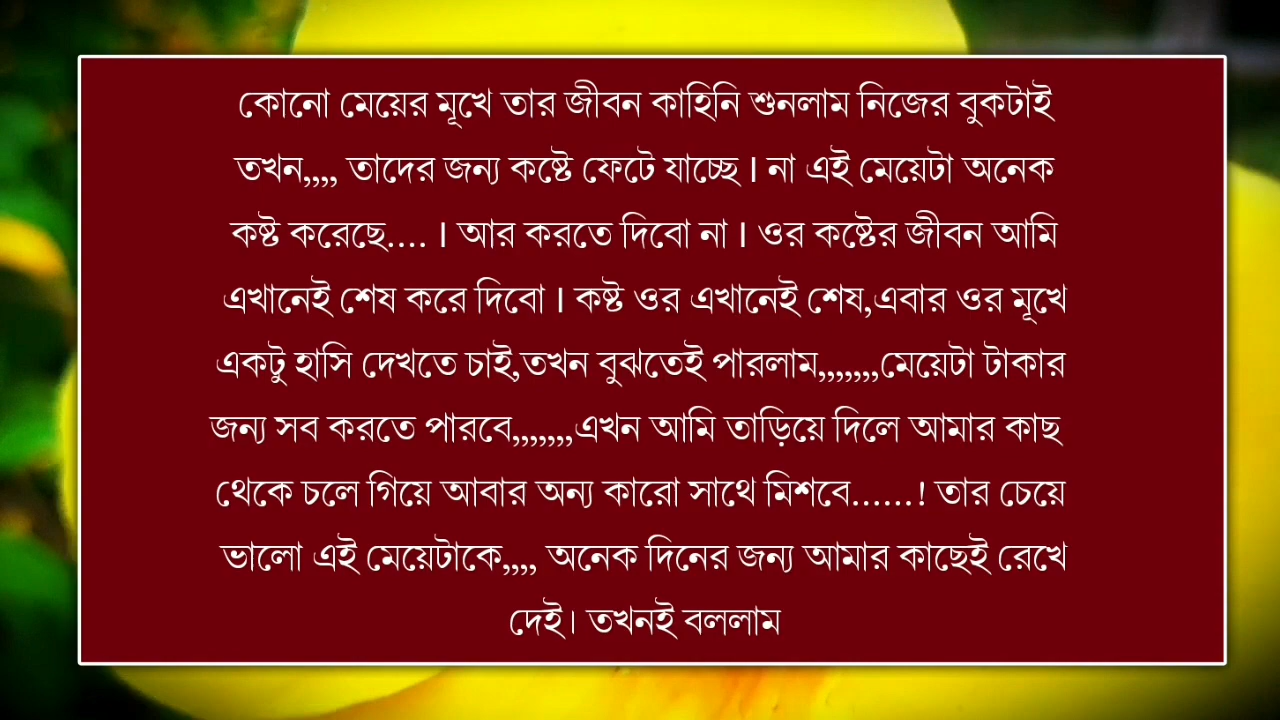 কোনো মেয়ের মূখে তার জীবন কাহিনি শুনলাম নিজের বুকটাই
তখন,,,, তাদের জন্য কষ্টে ফেটে যাচ্ছে । না এই মেয়েটা অনেক
কষ্ট করেছে.... । আর করতে দিবো না । ওর কষ্টের জীবন আমি
এখানেই শেষ করে দিবো । কষ্ট ওর এখানেই শেষ,এবার ওর মূখে
একটু হাসি দেখতে চাই,তখন বুঝতেই পারলাম,,,,,,,মেয়েটা টাকার
জন্য সব করতে পারবে,,,,,,,এখন আমি তাড়িয়ে দিলে আমার কাছ
থেকে চলে গিয়ে আবার অন্য কারো সাথে মিশবে......! তার চেয়ে
ভালো এই মেয়েটাকে,,,, অনেক দিনের জন্য আমার কাছেই রেখে
দেই। তখনই বললাম